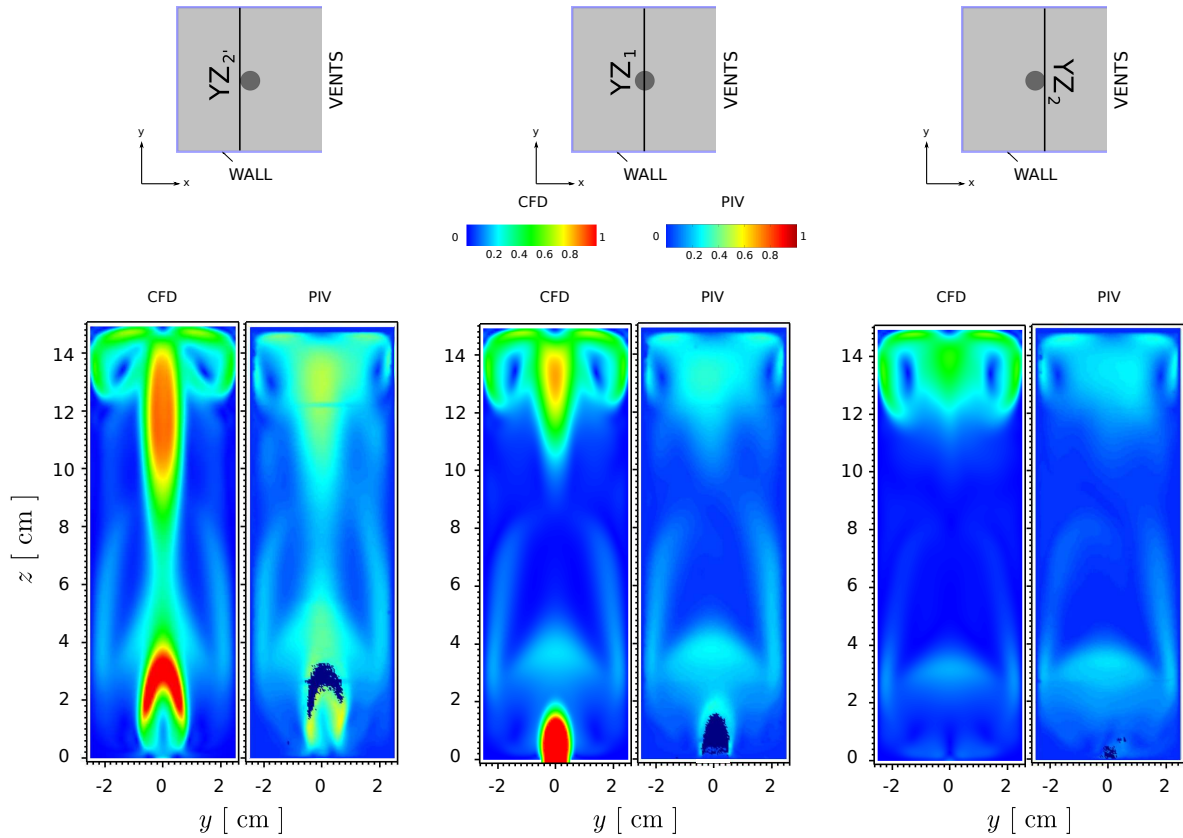 YZ2'
VENTS
y
x
WALL
YZ1
VENTS
y
x
WALL
YZ2
VENTS
y
x
WALL
CFD
PIV
0
1
0.2 0.4 0.6 0.8
0
1
0.2 0.4 0.6 0.8
CFD PIV
CFD PIV
CFD PIV
14
12
10
8
6
4
2
0
z [ cm ]
14
12
10
8
6
4
2
0
14
12
10
8
6
4
2
0
-2 0 2 -2 0 2
-2 0 2 -2 0 2
-2 0 2 -2 0 2
y [ cm ]
y [ cm ]
y [ cm ]